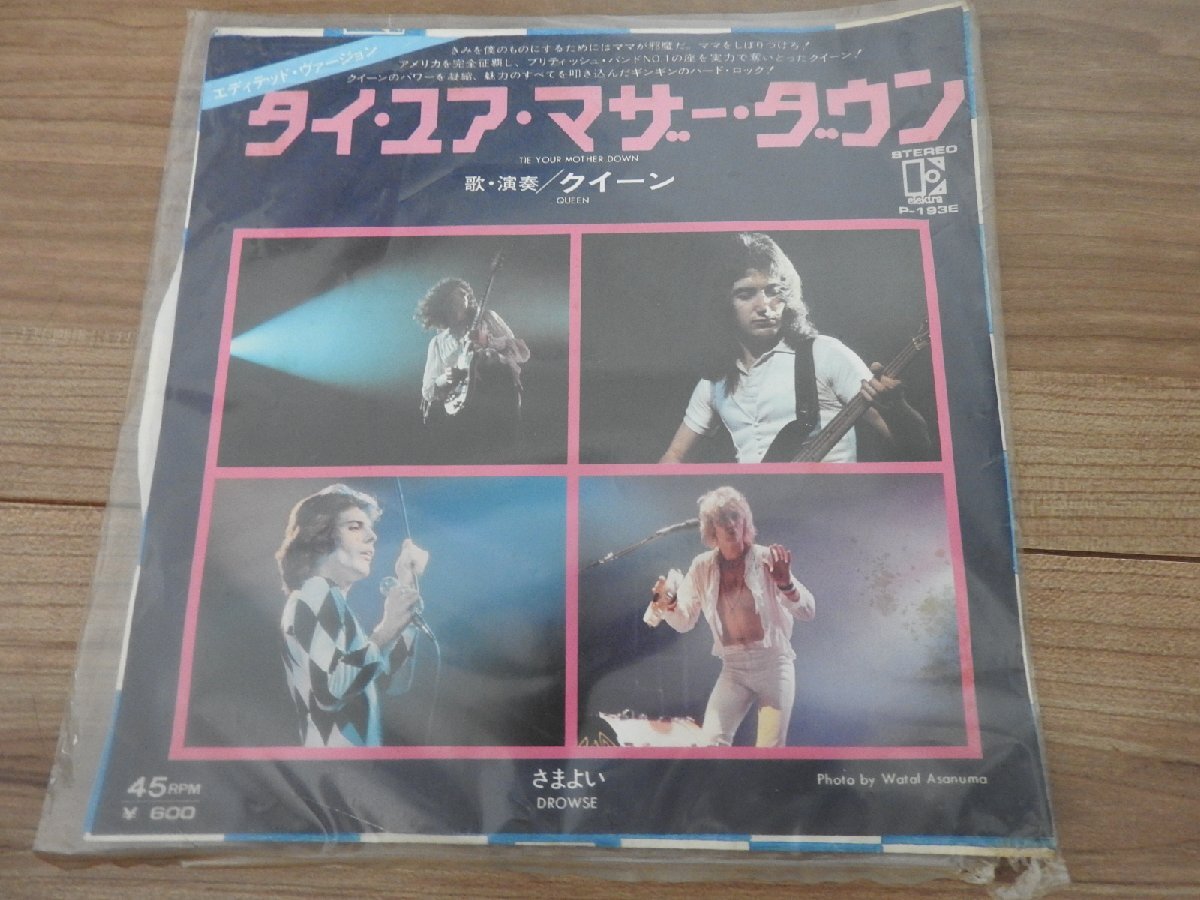 エディテッド・ヴァージョン
きみを僕のものにするためにはママが邪魔だ。ママをしばりつけろ!
アメリカを完全征覇し、ブリティッシュ・バンドNO.1の座を実力で奪いとったクイーン!
クイーンのパワーを凝縮、魅力のすべてを叩き込んだギンギンのハード・ロック!
タイ・ユア・マザー・ダウン
TIE YOUR MOTHER DOWN
歌・演奏/クイーン
QUEEN
STEREO
elektra
P-193E
さまよい
DROWSE
Photo by Watal Asanuma
45RPM
¥ 600